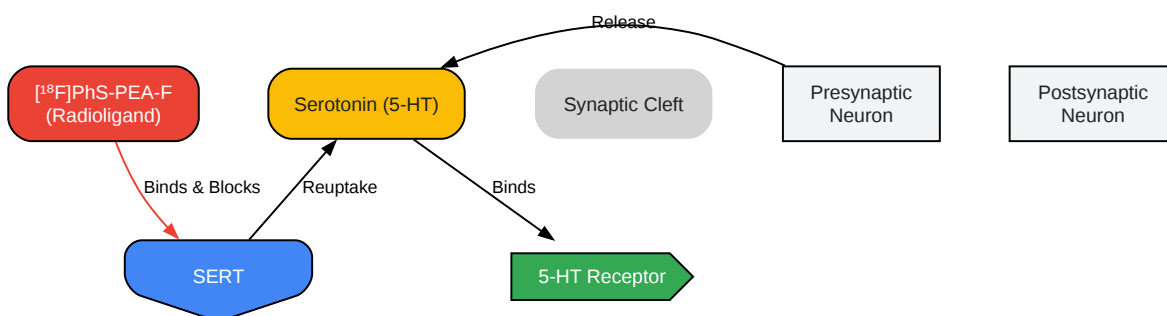 Release
[¹⁸F]PhS-PEA-F
(Radioligand)
Serotonin (5-HT)
Synaptic Cleft
Presynaptic
Neuron
Postsynaptic
Neuron
Binds & Blocks
Reuptake
Binds
SERT
5-HT Receptor